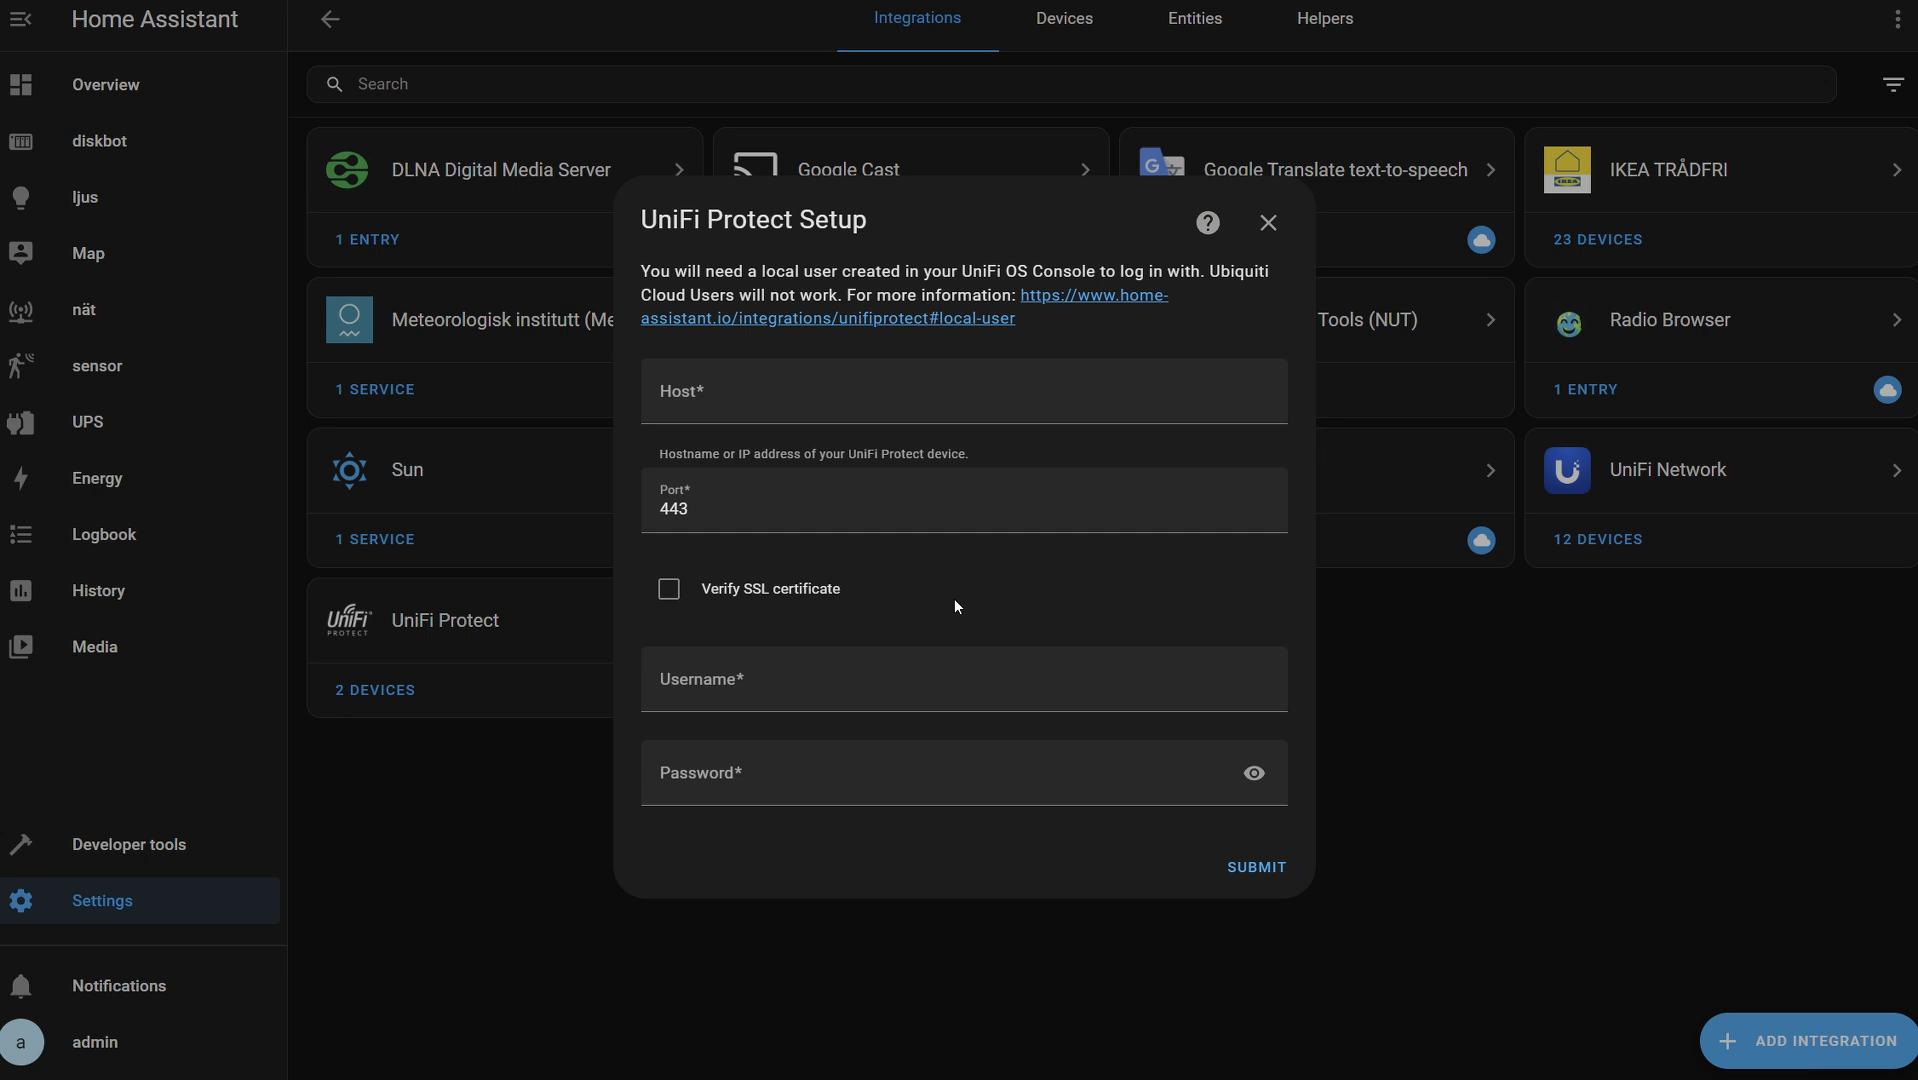 Home Assistant
Overview
diskbot
ljus
Map
nät
sensor
UPS
Energy
Logbook
History
Media
Developer tools
Settings
Notifications
a
admin
Integrations
Devices
Entities
Helpers
Search
DLNA Digital Media Server
1 ENTRY
Google Cast
G
Google Translate text-to-speech
IKEA TRÅDFRI
IKEA
23 DEVICES
Meteorologisk institutt (Me
1 SERVICE
Tools (NUT)
Radio Browser
1 ENTRY
Sun
1 SERVICE
UniFi Network
12 DEVICES
UniFi
PROTECT
UniFi Protect
2 DEVICES
UniFi Protect Setup
You will need a local user created in your UniFi OS Console to log in with. Ubiquiti
Cloud Users will not work. For more information: https://www.home-
assistant.io/integrations/unifiprotect#local-user
Host*
Hostname or IP address of your UniFi Protect device.
Port*
443
Verify SSL certificate
Username*
Password*
SUBMIT
ADD INTEGRATION